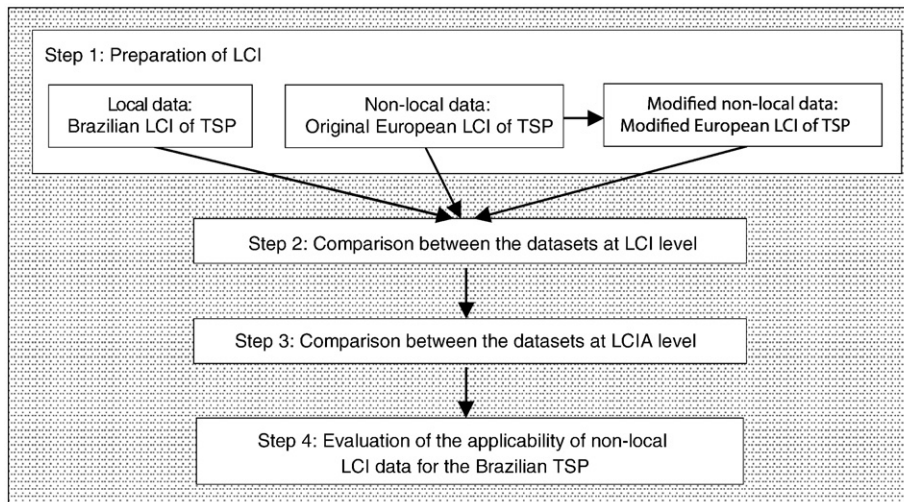 Step 1: Preparation of LCI
Local data:
Brazilian LCI of TSP
Non-local data:
Original European LCI of TSP
Modified non-local data:
Modified European LCI of TSP
Step 2: Comparison between the datasets at LCI level
Step 3: Comparison between the datasets at LCIA level
Step 4: Evaluation of the applicability of non-local
LCI data for the Brazilian TSP